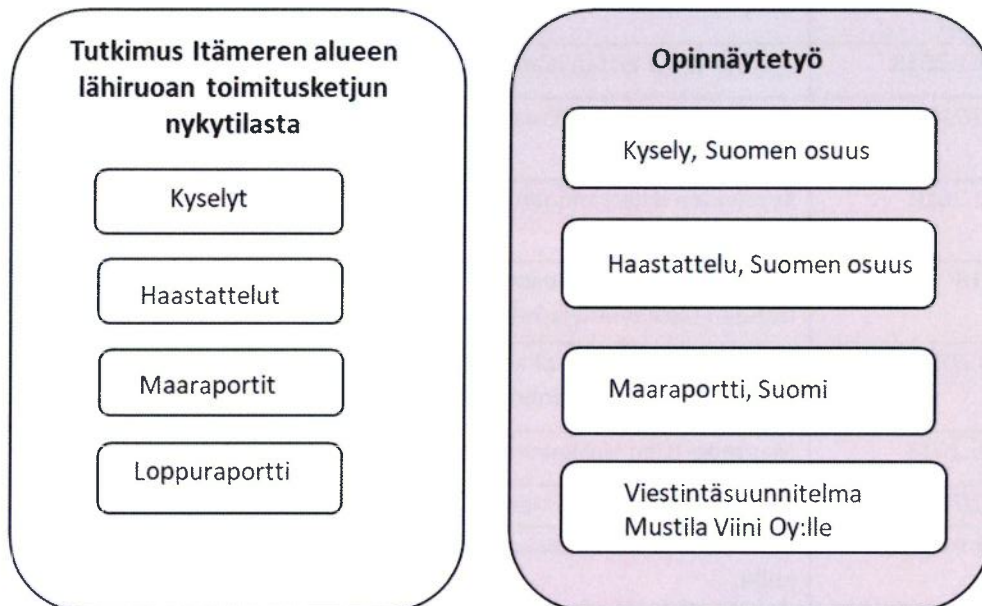 Tutkimus Itämeren alueen
lähiruoan toimitusketjun
nykytilasta
Kyselyt
Haastattelut
Maaraportit
Loppuraportti
Opinnäytetyö
Kysely, Suomen osuus
Haastattelu, Suomen osuus
Maaraportti, Suomi
Viestintäsuunnitelma
Mustila Viini Oy:lle